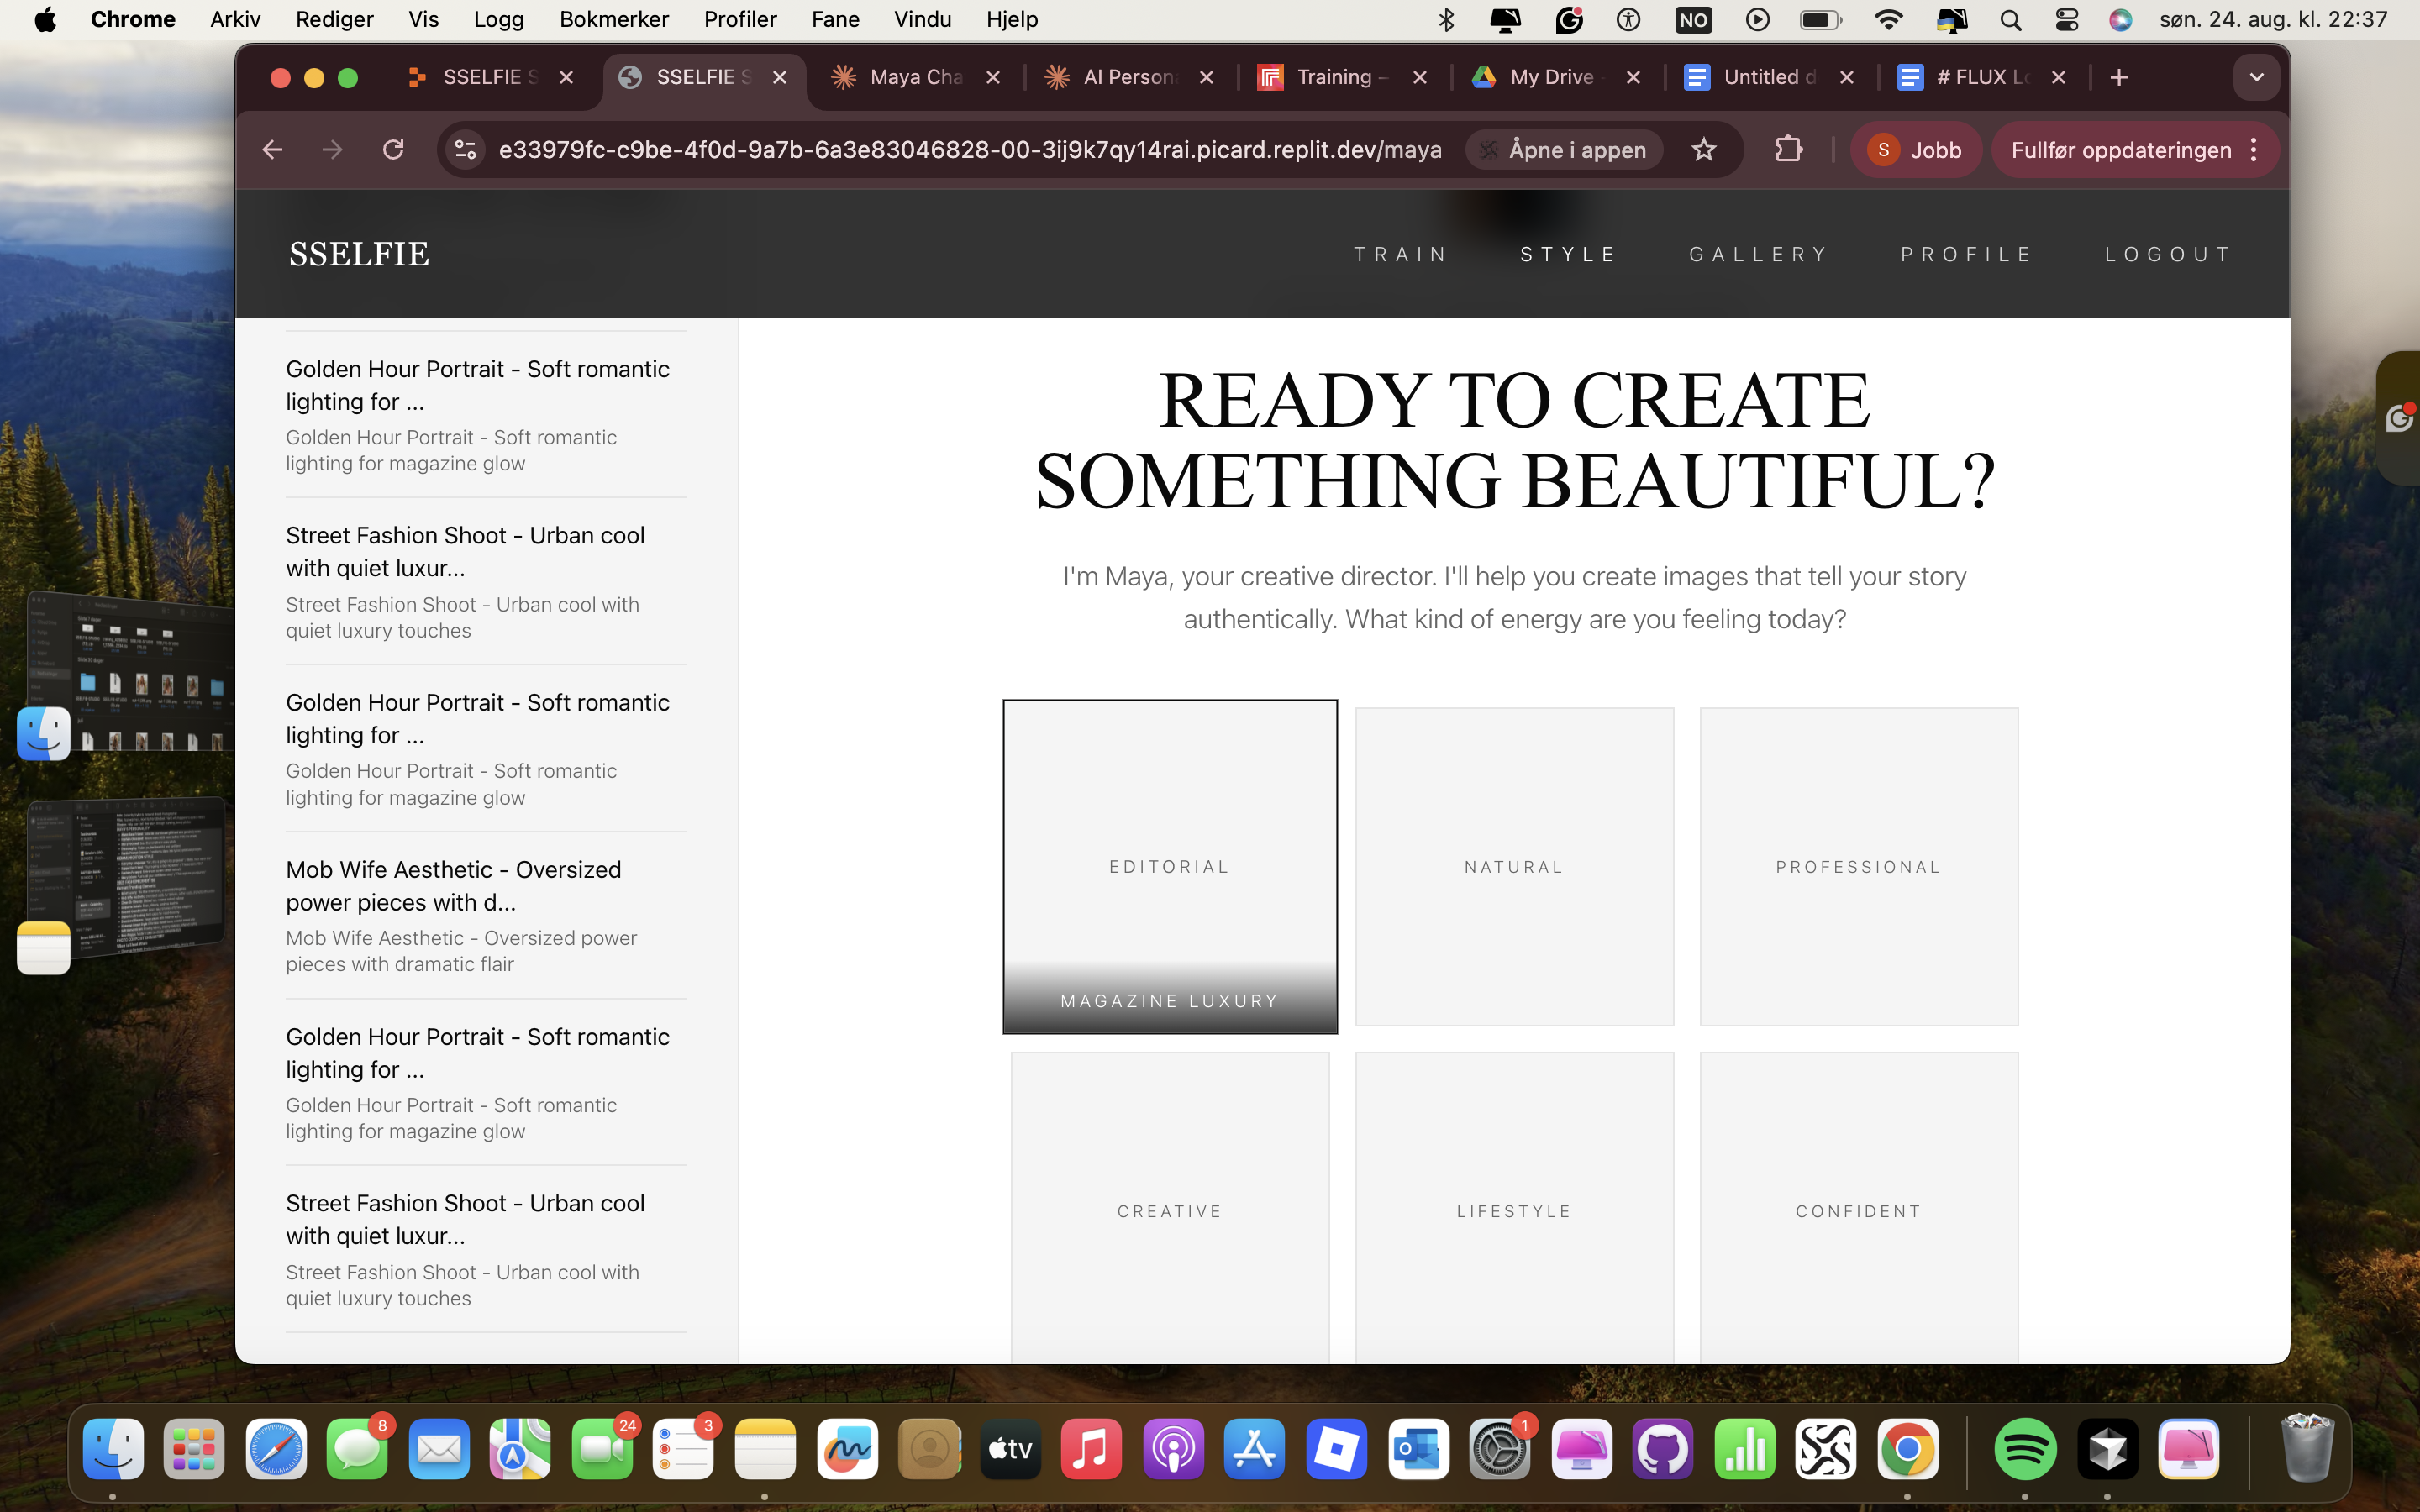 Chrome Arkiv Rediger Vis Logg Bokmerker Profiler Fane Vindu Hjelp NO søn. 24. aug. kl. 22:37
SSELFIE S SSELFIE S Maya Cha AI Person Training – My Drive - Untitled d # FLUX Lo
e33979fc-c9be-4f0d-9a7b-6a3e83046828-00-3ij9k7qy14rai.picard.replit.dev/maya Åpne i appen S Jobb Fullfør oppdateringen
SSELFIE TRAIN STYLE GALLERY PROFILE LOGOUT
Golden Hour Portrait - Soft romantic
lighting for ...
Golden Hour Portrait - Soft romantic
lighting for magazine glow
Street Fashion Shoot - Urban cool
with quiet luxur...
Street Fashion Shoot - Urban cool with
quiet luxury touches
Golden Hour Portrait - Soft romantic
lighting for ...
Golden Hour Portrait - Soft romantic
lighting for magazine glow
Mob Wife Aesthetic - Oversized
power pieces with d...
Mob Wife Aesthetic - Oversized power
pieces with dramatic flair
Golden Hour Portrait - Soft romantic
lighting for ...
Golden Hour Portrait - Soft romantic
lighting for magazine glow
Street Fashion Shoot - Urban cool
with quiet luxur...
Street Fashion Shoot - Urban cool with
quiet luxury touches
READY TO CREATE
SOMETHING BEAUTIFUL?
I'm Maya, your creative director. I'll help you create images that tell your story
authentically. What kind of energy are you feeling today?
EDITORIAL NATURAL PROFESSIONAL
MAGAZINE LUXURY
CREATIVE LIFESTYLE CONFIDENT
8 24 3 tv 1